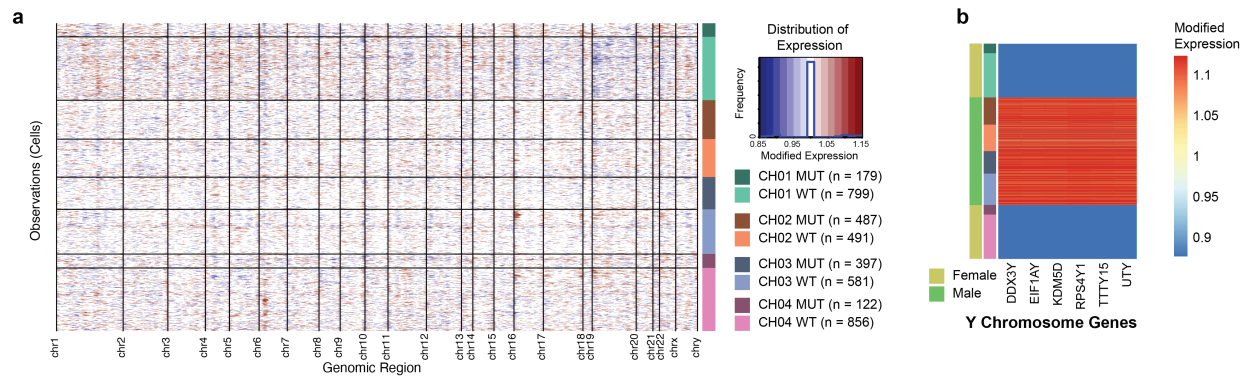 a
Observations (Cells)
chr1
chr2
chr3
chr4
chr5
chr6
chr7
chr8
chr9
chr10
chr11
chr12
chr13
chr14
chr15
chr16
chr17
chr18
chr19
chr20
chr21
chr22
chrx
chry
Genomic Region
Distribution of
Expression
Frequency
0
0.85 0.95 1.05 1.15
Modified Expression
CH01 MUT (n = 179)
CH01 WT (n = 799)
CH02 MUT (n = 487)
CH02 WT (n = 491)
CH03 MUT (n = 397)
CH03 WT (n = 581)
CH04 MUT (n = 122)
CH04 WT (n = 856)
b
Female
Male
DDX3Y
EIF1AY
KDM5D
RPS4Y1
TTTY15
UTY
Y Chromosome Genes
Modified
Expression
1.1
1.05
1
0.95
0.9